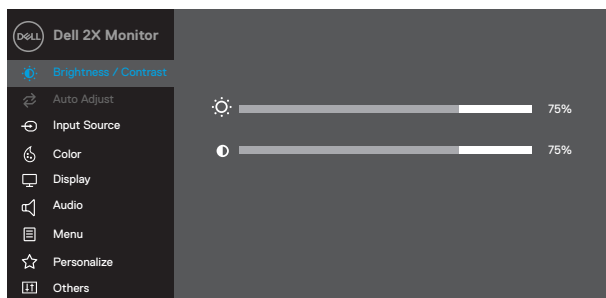 DELL Dell 2X Monitor
Brightness / Contrast
Auto Adjust
75%
Input Source
Color
75%
Display
Audio
Menu
Personalize
Others